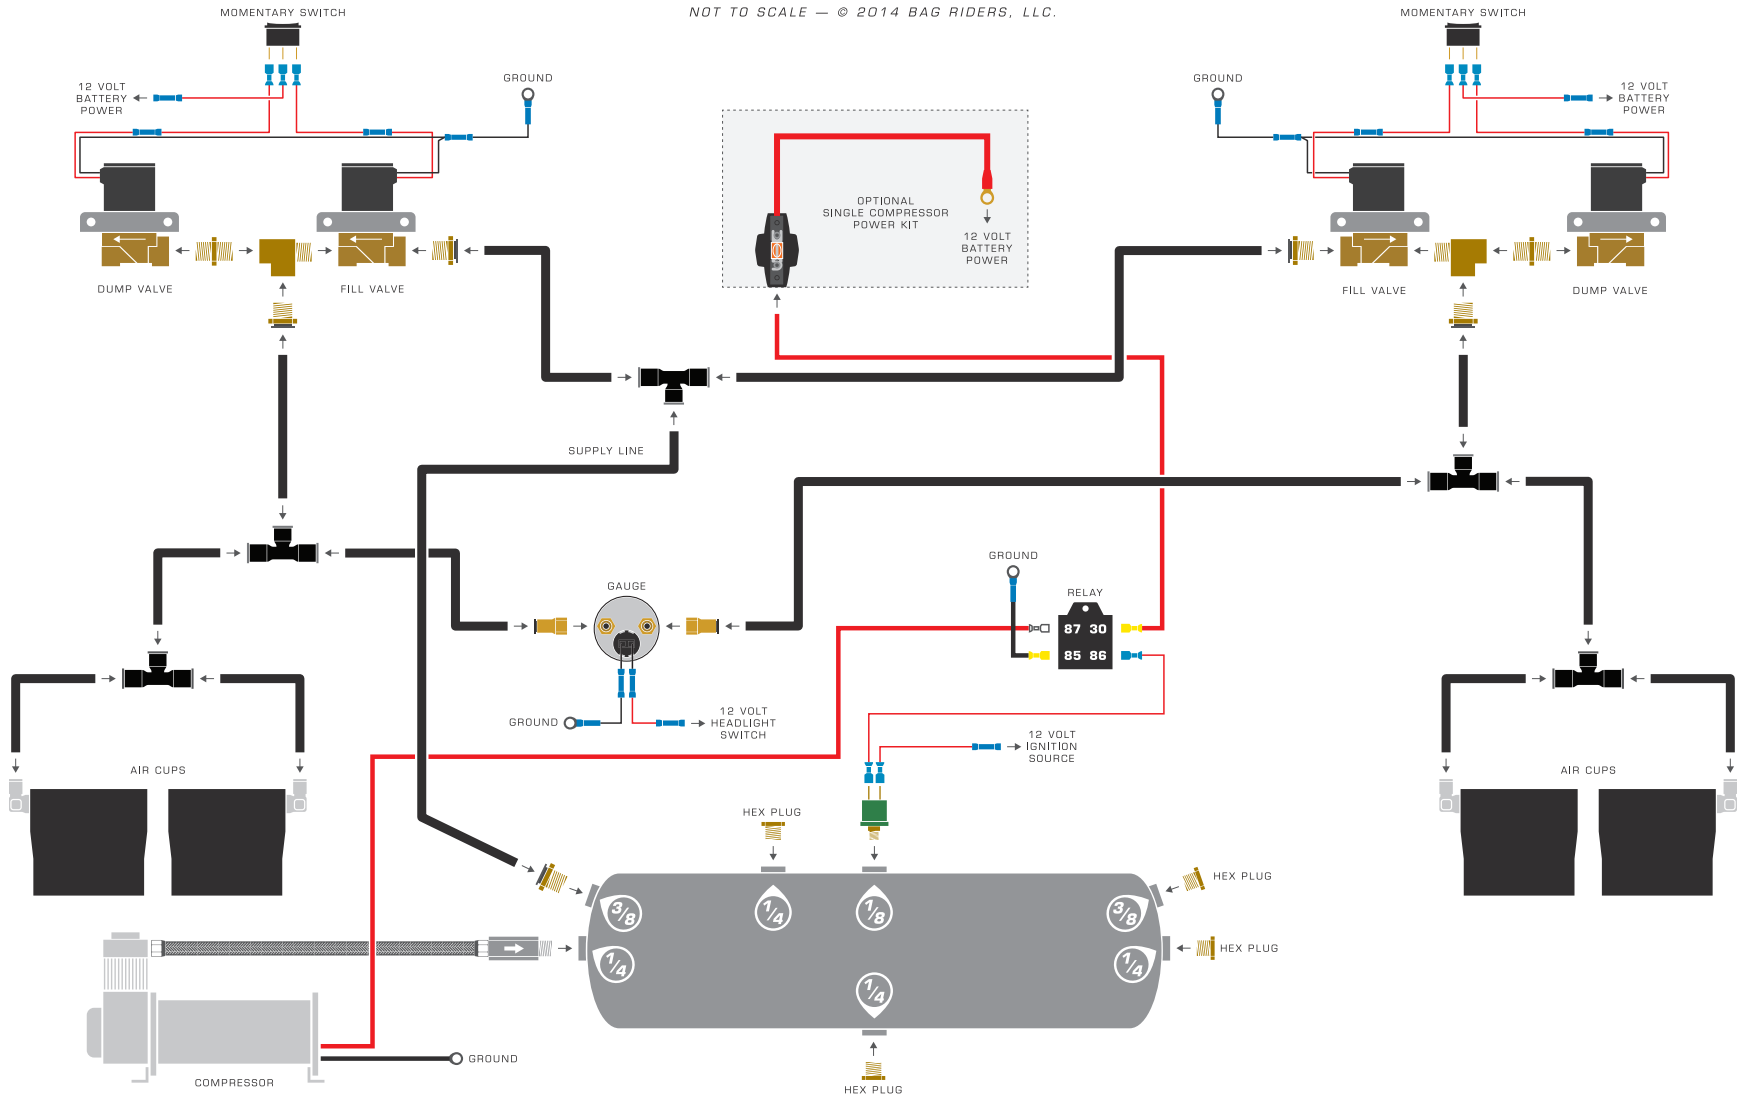 NOT TO SCALE — © 2014 BAG RIDERS, LLC.
MOMENTARY SWITCH
MOMENTARY SWITCH
12 VOLT
BATTERY
POWER
GROUND
GROUND
12 VOLT
BATTERY
POWER
OPTIONAL
SINGLE COMPRESSOR
POWER KIT
12 VOLT
BATTERY
POWER
DUMP VALVE
FILL VALVE
FILL VALVE
DUMP VALVE
SUPPLY LINE
GROUND
GAUGE
RELAY
87 30
85 86
GROUND
12 VOLT
HEADLIGHT
SWITCH
12 VOLT
IGNITION
SOURCE
AIR CUPS
AIR CUPS
HEX PLUG
HEX PLUG
3/8
1/4
1/8
3/8
HEX PLUG
1/4
1/4
1/4
GROUND
COMPRESSOR
HEX PLUG